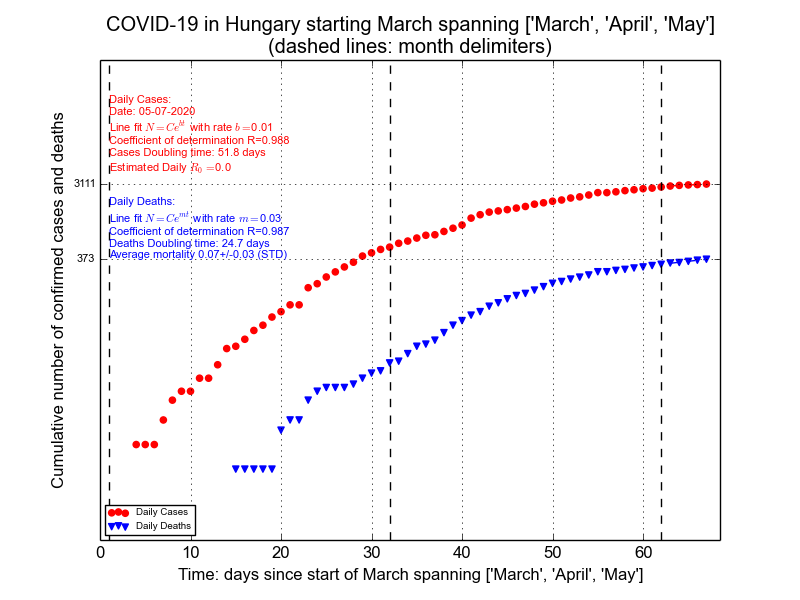 COVID-19 in Hungary starting March spanning ['March', 'April', 'May']
(dashed lines: month delimiters)
Cumulative number of confirmed cases and deaths
Daily Cases:
Date: 05-07-2020
Line fit N = Ce^{bt} with rate b =0.01
Coefficient of determination R=0.988
Cases Doubling time: 51.8 days
Estimated Daily R_0 =0.0
3111
Daily Deaths:
Line fit N = Ce^{mt} with rate m =0.03
Coefficient of determination R=0.987
Deaths Doubling time: 24.7 days
Average mortality 0.07+/-0.03 (STD)
373
Daily Cases
Daily Deaths
0 10 20 30 40 50 60
Time: days since start of March spanning ['March', 'April', 'May']